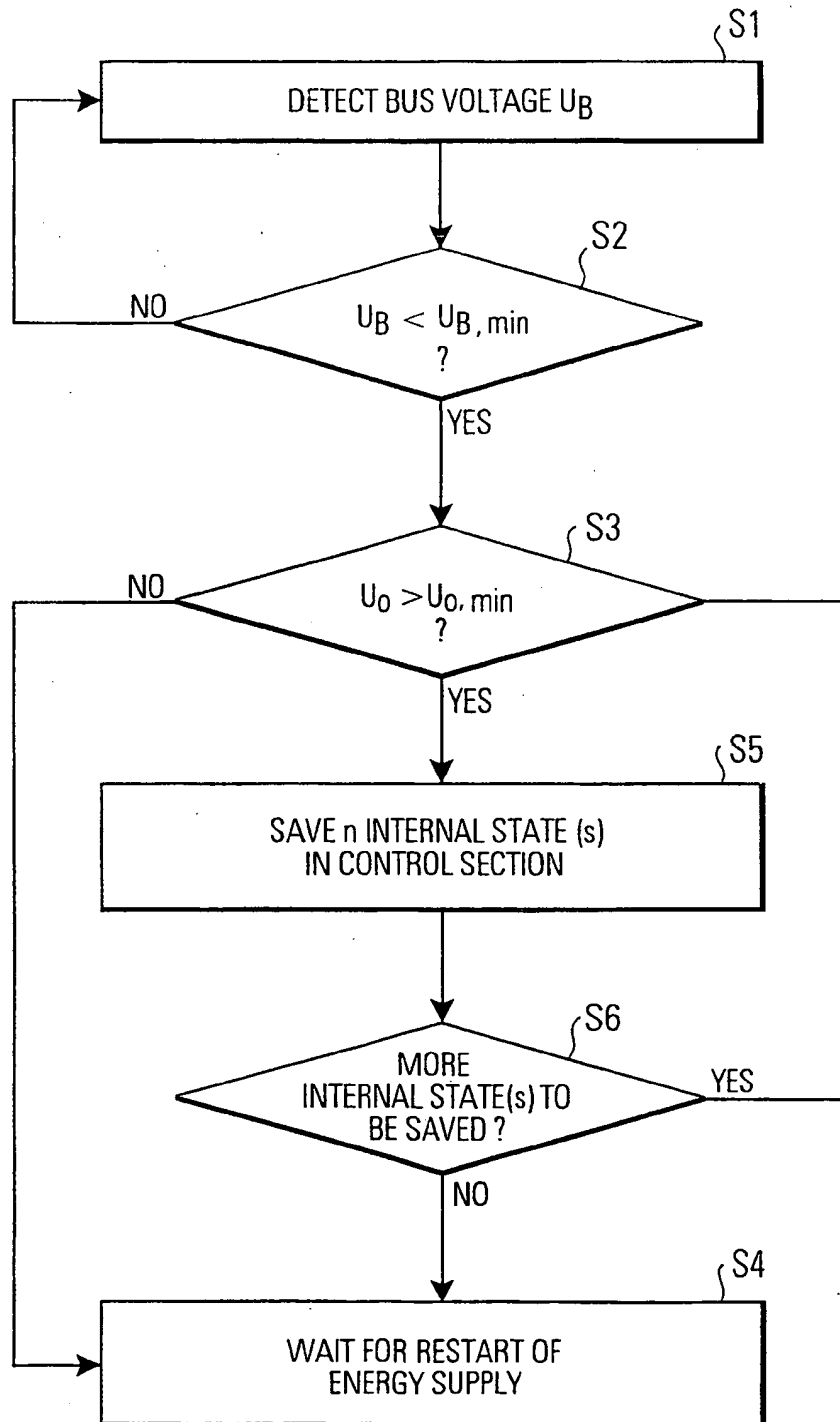 S1
DETECT BUS VOLTAGE UB
S2
NO
UB < UB, min
?
YES
S3
NO
Uo > Uo, min
?
YES
S5
SAVE n INTERNAL STATE (s)
IN CONTROL SECTION
S6
MORE
INTERNAL STATE(s) TO
BE SAVED ?
YES
NO
S4
WAIT FOR RESTART OF
ENERGY SUPPLY